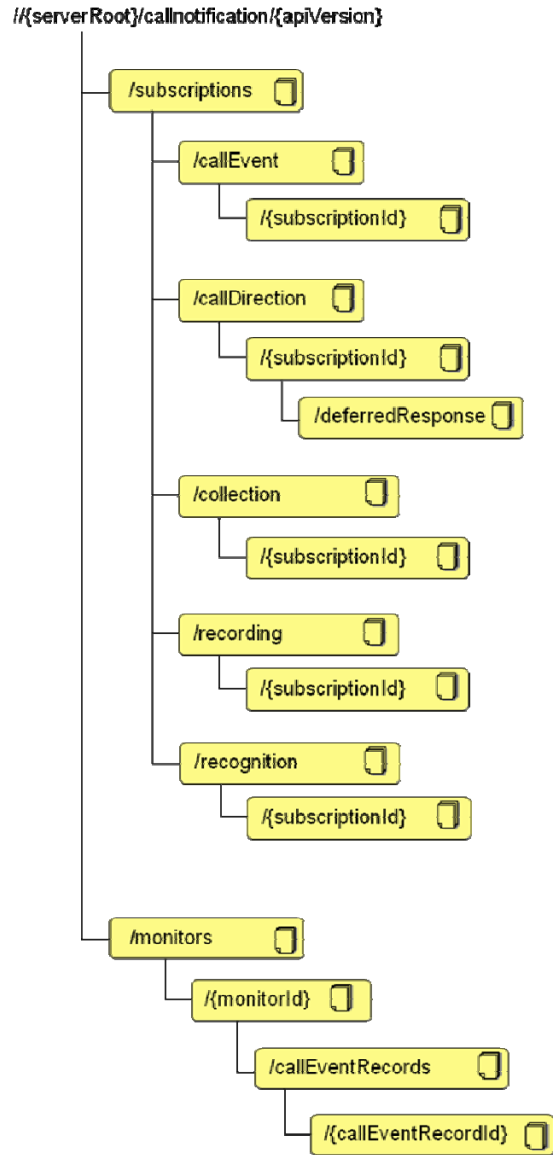 //{serverRoot}/callnotification/{apiVersion}
/subscriptions
/callEvent
/{subscriptionId}
/callDirection
/{subscriptionId}
/deferredResponse
/collection
/{subscriptionId}
/recording
/{subscriptionId}
/recognition
/{subscriptionId}
/monitors
/{monitorId}
/callEventRecords
/{callEventRecordId}